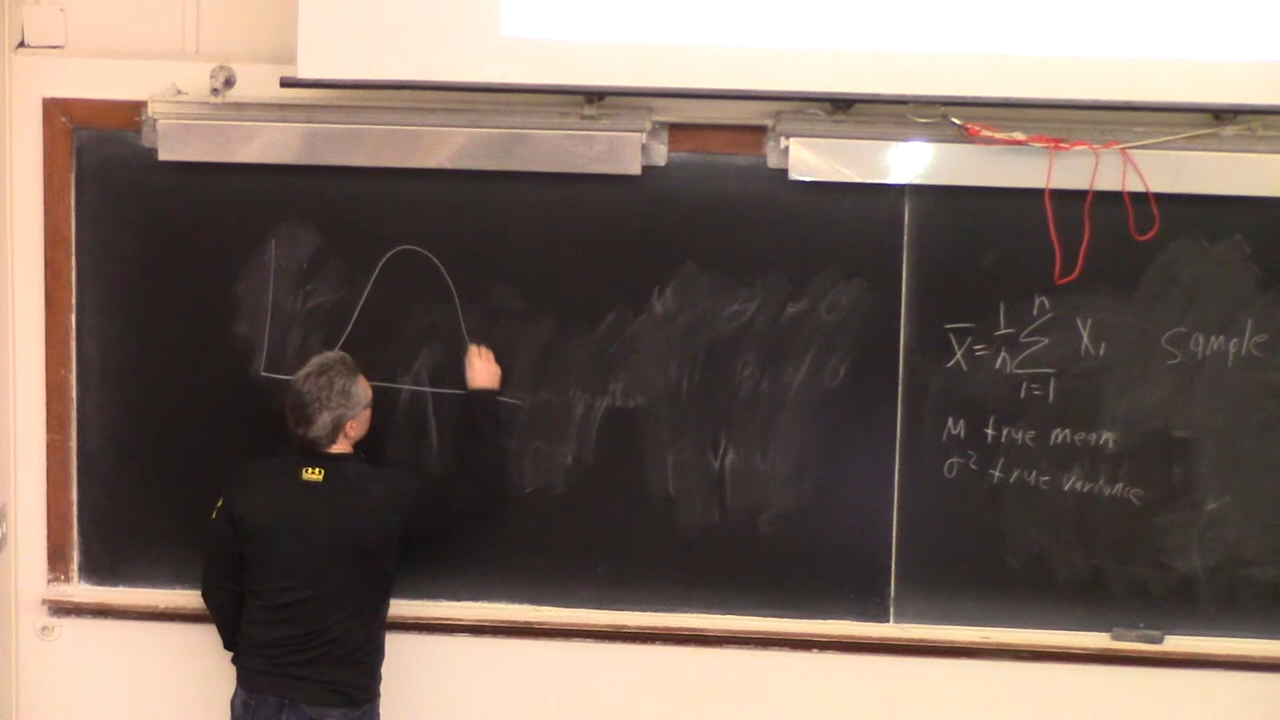 X̄ = 1/n Σ_{i=1}^{n} X_i Sample
M true mean
σ² true variance